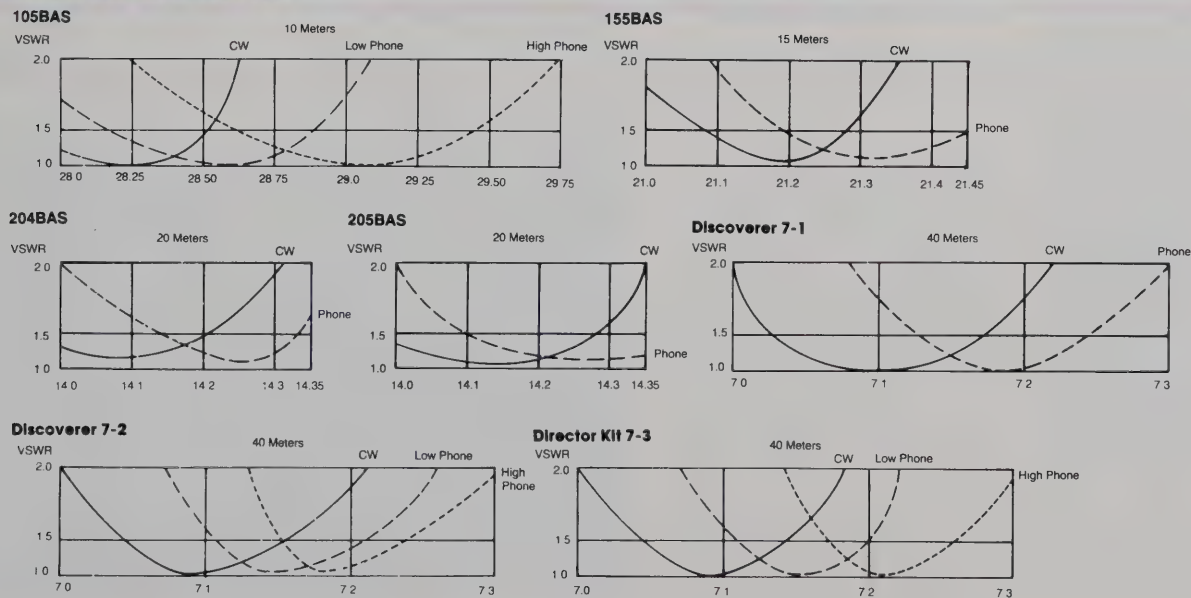 105BAS
10 Meters
VSWR
CW
Low Phone
High Phone
2.0
1 5
1 0
28 0
28.25
28 50
28 75
29.0
29 25
29.50
29 75
155BAS
15 Meters
VSWR
CW
2.0
1 5
1 0
Phone
21.0
21.1
21.2
21.3
21.4
21.45
204BAS
20 Meters
VSWR
CW
2 0
1.5
1 0
Phone
14 0
14.1
14.2
14.3
14.35
205BAS
20 Meters
VSWR
CW
2.0
1.5
1.0
Phone
14.0
14.1
14.2
14.3
14.35
Discoverer 7-1
40 Meters
VSWR
CW
Phone
2.0
1.5
1.0
7 0
7 1
7 2
7 3
Discoverer 7-2
40 Meters
VSWR
CW
Low Phone
High
Phone
2.0
1.5
1 0
7 0
7 1
7 2
7 3
Director Kit 7-3
40 Meters
VSWR
CW
Low Phone
High Phone
2.0
1.5
1 0
7 0
7 1
7 2
7 3